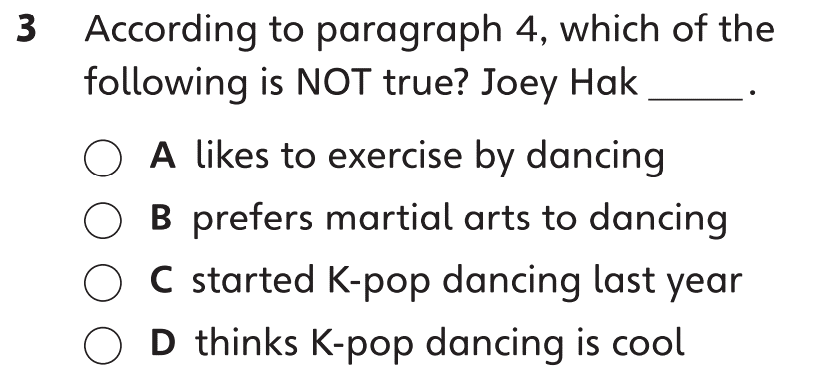 3 According to paragraph 4, which of the
following is NOT true? Joey Hak _____.
A likes to exercise by dancing
B prefers martial arts to dancing
C started K-pop dancing last year
D thinks K-pop dancing is cool